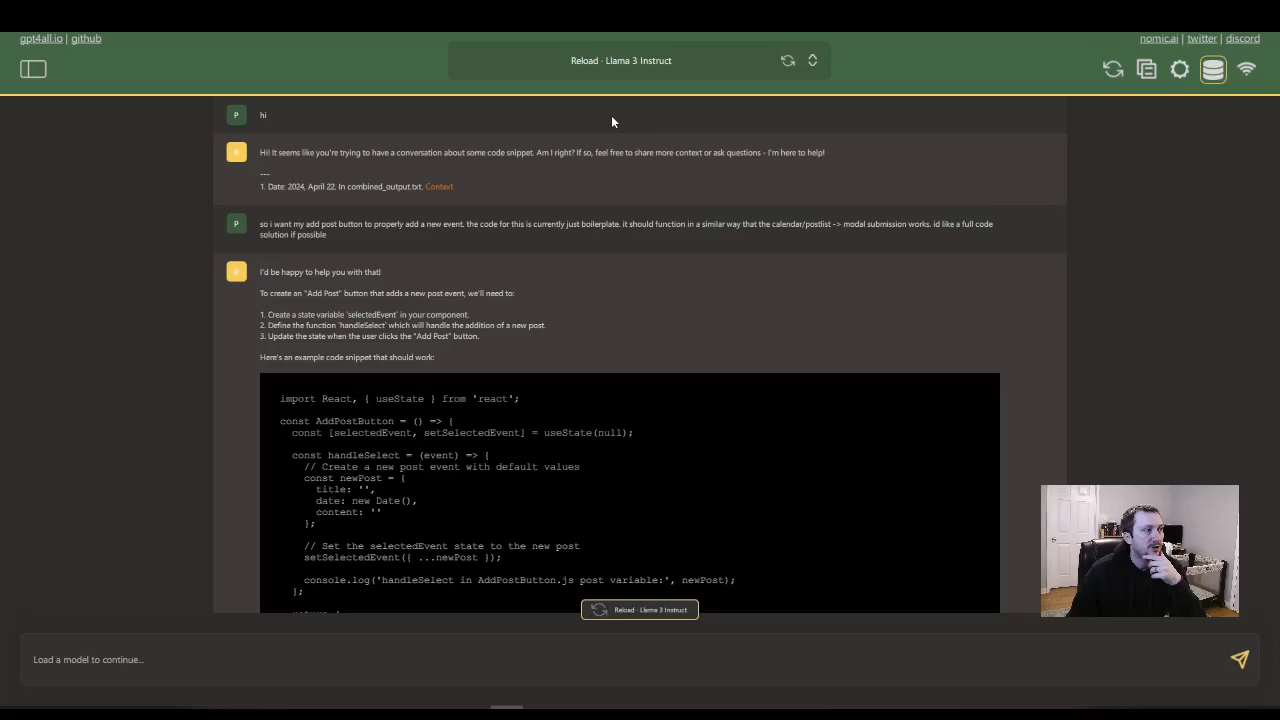 gpt4all.io | github
nomic.ai | twitter | discord
Reload · Llama 3 Instruct
P
hi
Hi! It seems like you're trying to have a conversation about some code snippet. Am I right? If so, feel free to share more context or ask questions - I'm here to help!
---
1. Date: 2024, April 22. In combined_output.txt. Context
P
so i want my add post button to properly add a new event. the code for this is currently just boilerplate. it should function in a similar way that the calendar/postlist -> modal submission works. id like a full code
solution if possible
I'd be happy to help you with that!
To create an "Add Post" button that adds a new post event, we'll need to:
1. Create a state variable `selectedEvent` in your component.
2. Define the function `handleSelect` which will handle the addition of a new post.
3. Update the state when the user clicks the "Add Post" button.
Here's an example code snippet that should work:
import React, { useState } from 'react';
const AddPostButton = () => {
const [selectedEvent, setSelectedEvent] = useState(null);
const handleSelect = (event) => {
// Create a new post event with default values
const newPost = {
title: '',
date: new Date(),
content: ''
};
// Set the selectedEvent state to the new post
setSelectedEvent({ ...newPost });
console.log('handleSelect in AddPostButton.js post variable:', newPost);
};
Reload · Llama 3 Instruct
Load a model to continue...